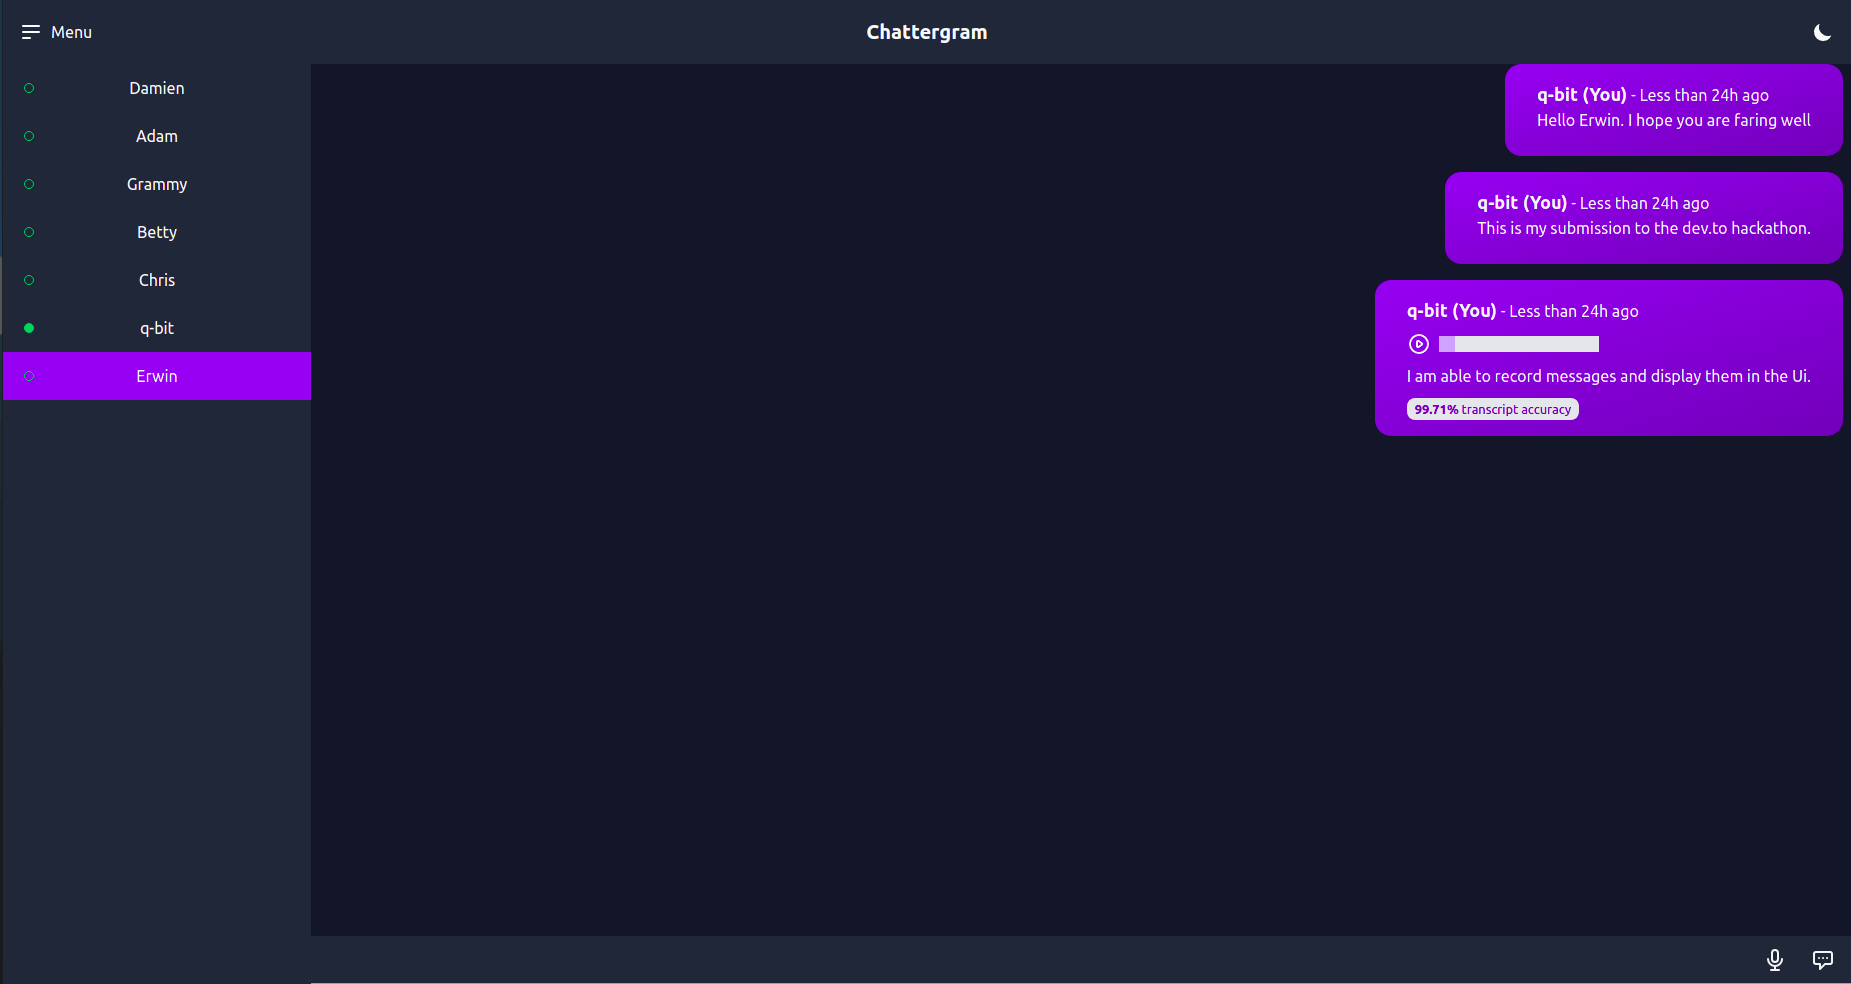 Menu
Chattergram
Damien
Adam
Grammy
Betty
Chris
q-bit
Erwin
q-bit (You) - Less than 24h ago
Hello Erwin. I hope you are faring well
q-bit (You) - Less than 24h ago
This is my submission to the dev.to hackathon.
q-bit (You) - Less than 24h ago
I am able to record messages and display them in the Ui.
99.71% transcript accuracy